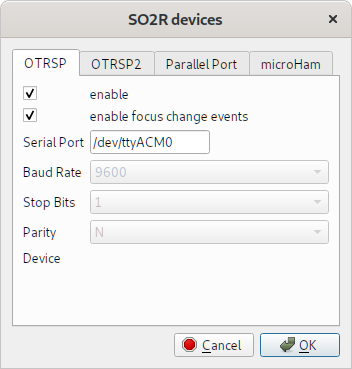 SO2R devices
OTRSP OTRSP2 Parallel Port microHam
enable
enable focus change events
Serial Port /dev/ttyACM0
Baud Rate 9600
Stop Bits 1
Parity N
Device
Cancel OK